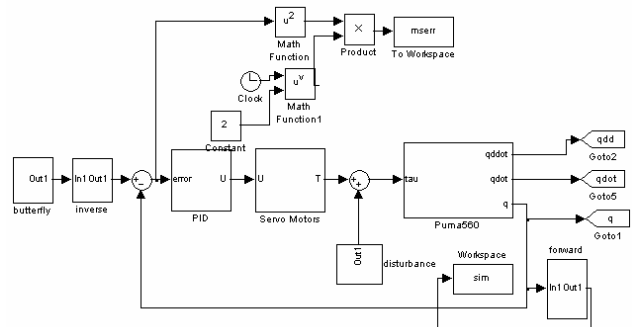 u²
Math
Function
×
Product
mserr
To Workspace
Clock
uᵛ
Math
Function1
2
Constant
qddot
qdot
q
tau
Puma560
qdd
Goto2
qdot
Goto5
q
Goto1
Out1
butterfly
In1 Out1
inverse
+
−
error
U
PID
U
T
Servo Motors
+
+
Out1
disturbance
Workspace
sim
forward
In1 Out1